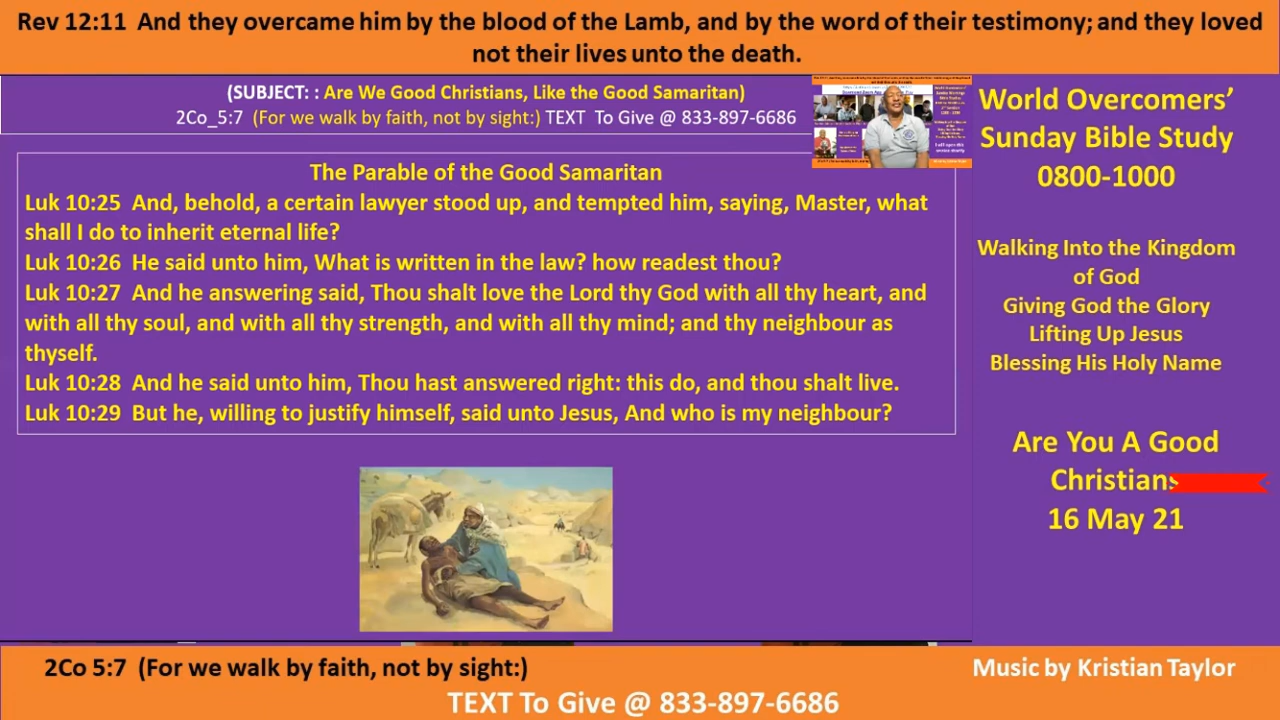 Rev 12:11 And they overcame him by the blood of the Lamb, and by the word of their testimony; and they loved
not their lives unto the death.
(SUBJECT: : Are We Good Christians, Like the Good Samaritan)
2Co_5:7 (For we walk by faith, not by sight:) TEXT To Give @ 833-897-6686
The Parable of the Good Samaritan
Luk 10:25 And, behold, a certain lawyer stood up, and tempted him, saying, Master, what
shall I do to inherit eternal life?
Luk 10:26 He said unto him, What is written in the law? how readest thou?
Luk 10:27 And he answering said, Thou shalt love the Lord thy God with all thy heart, and
with all thy soul, and with all thy strength, and with all thy mind; and thy neighbour as
thyself.
Luk 10:28 And he said unto him, Thou hast answered right: this do, and thou shalt live.
Luk 10:29 But he, willing to justify himself, said unto Jesus, And who is my neighbour?
World Overcomers’
Sunday Bible Study
0800-1000
Walking Into the Kingdom
of God
Giving God the Glory
Lifting Up Jesus
Blessing His Holy Name
Are You A Good
Christians
16 May 21
2Co 5:7 (For we walk by faith, not by sight:)
Music by Kristian Taylor
TEXT To Give @ 833-897-6686